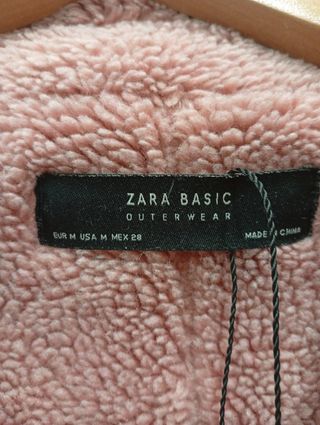 ZARA BASIC
OUTERWEAR
EUR M USA M MEX 28 MADE IN CHINA